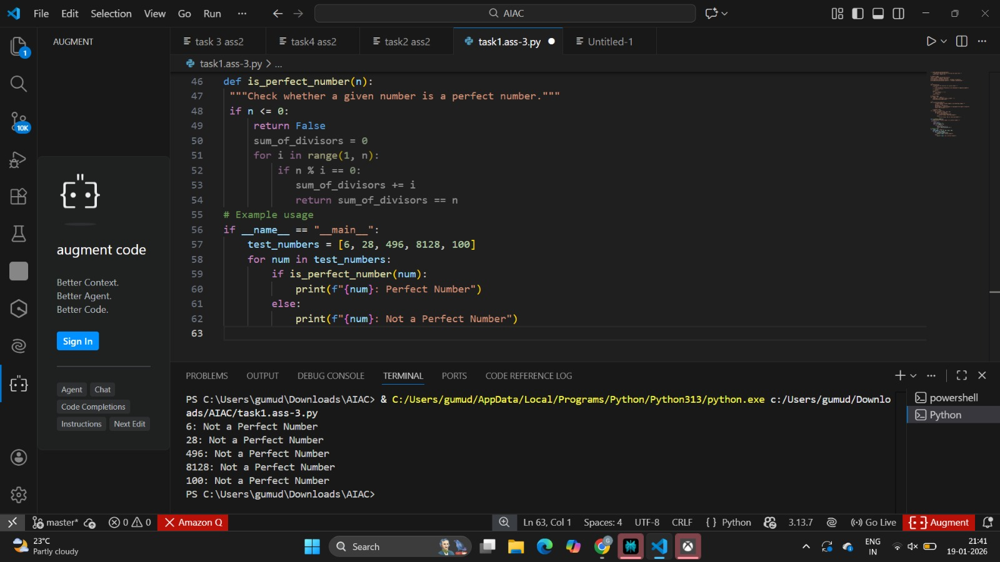 File Edit Selection View Go Run ··· AIAC
AUGMENT
task 3 ass2 task4 ass2 task2 ass2 task1.ass-3.py Untitled-1
task1.ass-3.py > ...
1
10K
46 def is_perfect_number(n):
47 """Check whether a given number is a perfect number."""
48 if n <= 0:
49 return False
50 sum_of_divisors = 0
51 for i in range(1, n):
52 if n % i == 0:
53 sum_of_divisors += i
54 return sum_of_divisors == n
55 # Example usage
56 if __name__ == "__main__":
57 test_numbers = [6, 28, 496, 8128, 100]
58 for num in test_numbers:
59 if is_perfect_number(num):
60 print(f"{num}: Perfect Number")
61 else:
62 print(f"{num}: Not a Perfect Number")
63
augment code
Better Context.
Better Agent.
Better Code.
Sign In
Agent Chat
Code Completions
Instructions Next Edit
PROBLEMS OUTPUT DEBUG CONSOLE TERMINAL PORTS CODE REFERENCE LOG
PS C:\Users\gumud\Downloads\AIAC> & C:/Users/gumud/AppData/Local/Programs/Python/Python313/python.exe c:/Users/gumud/Downlo
ads/AIAC/task1.ass-3.py
6: Not a Perfect Number
28: Not a Perfect Number
496: Not a Perfect Number
8128: Not a Perfect Number
100: Not a Perfect Number
PS C:\Users\gumud\Downloads\AIAC>
powershell
Python
master* 0 0 Amazon Q Ln 63, Col 1 Spaces: 4 UTF-8 CRLF { } Python 3.13.7 Go Live Augment
23°C
Partly cloudy
Search
ENG
IN
21:41
19-01-2026